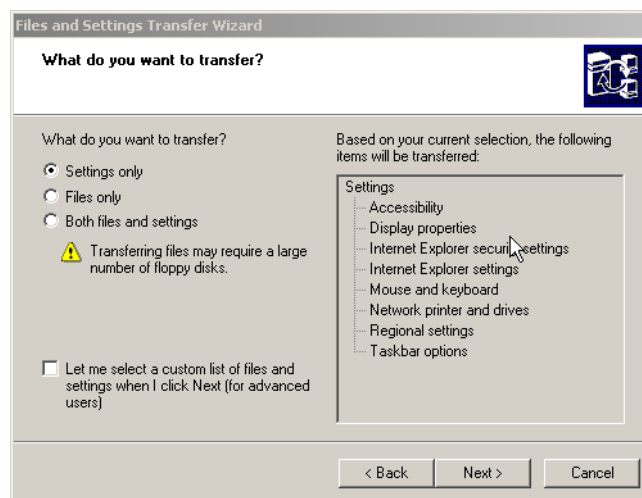 Files and Settings Transfer Wizard
What do you want to transfer?
What do you want to transfer?
Settings only
Files only
Both files and settings
Transferring files may require a large
number of floppy disks.
Let me select a custom list of files and
settings when I click Next (for advanced
users)
Based on your current selection, the following
items will be transferred:
Settings
Accessibility
Display properties
Internet Explorer security settings
Internet Explorer settings
Mouse and keyboard
Network printer and drives
Regional settings
Taskbar options
< Back
Next >
Cancel